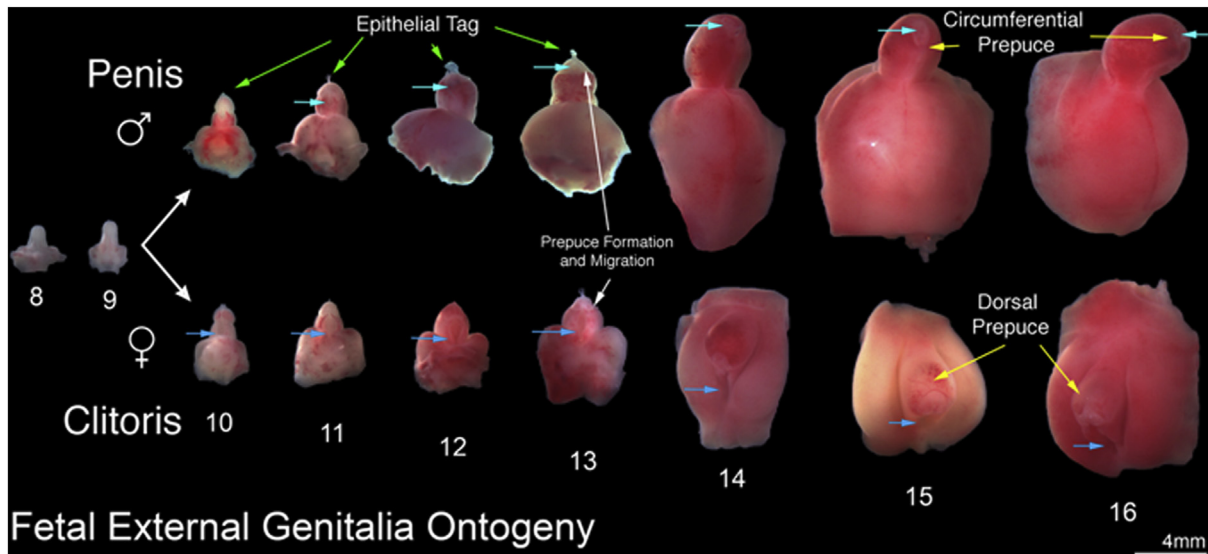 Epithelial Tag
Circumferential
Prepuce
Penis
♂
Prepuce Formation
and Migration
8
9
Dorsal
Prepuce
♀
Clitoris
10
11
12
13
14
15
16
Fetal External Genitalia Ontogeny
4mm